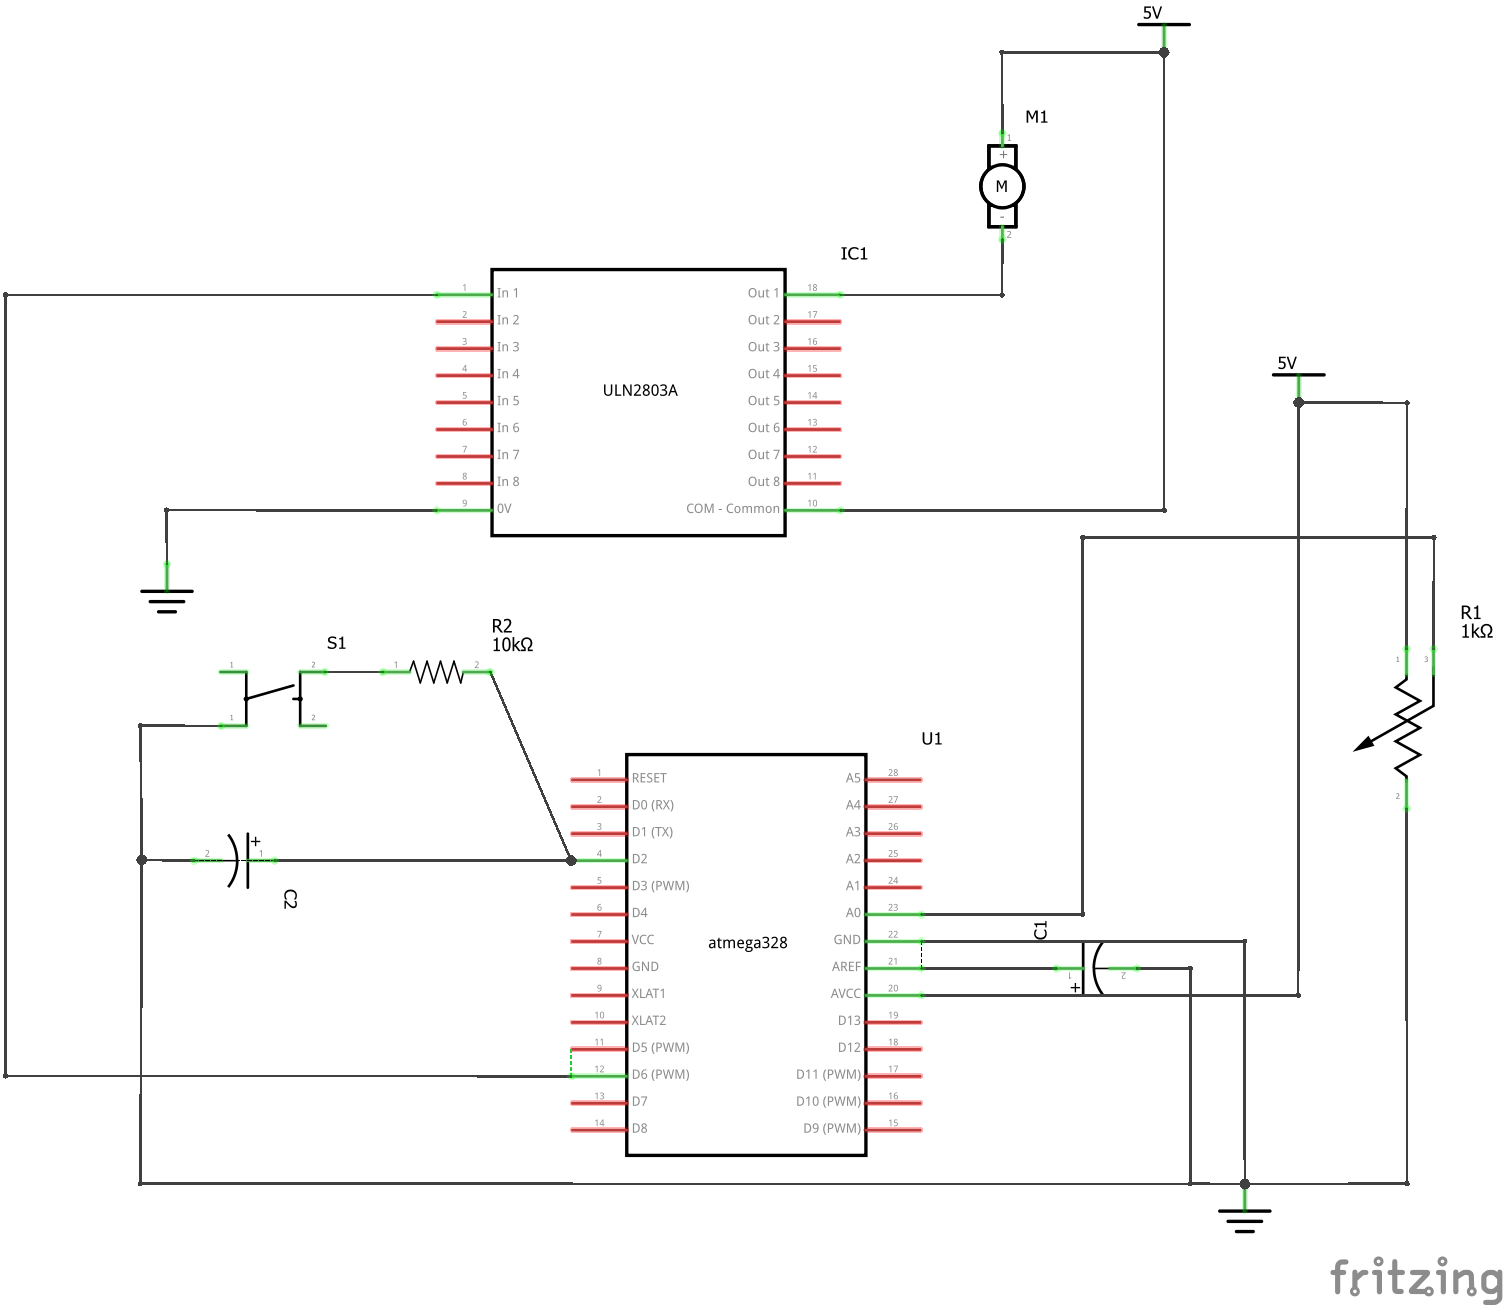 5V
M1
1
+
M
-
2
IC1
1 In 1 Out 1 18
2 In 2 Out 2 17
3 In 3 Out 3 16
4 In 4 Out 4 15
5 In 5 Out 5 14
6 In 6 Out 6 13
7 In 7 Out 7 12
8 In 8 Out 8 11
9 0V COM - Common 10
ULN2803A
5V
R1
1kΩ
1 3
2
S1
1 2
1 2
R2
10kΩ
1 2
U1
1 RESET A5 28
2 D0 (RX) A4 27
3 D1 (TX) A3 26
4 D2 A2 25
5 D3 (PWM) A1 24
6 D4 A0 23
7 VCC GND 22
8 GND AREF 21
9 XLAT1 AVCC 20
10 XLAT2 D13 19
11 D5 (PWM) D12 18
12 D6 (PWM) D11 (PWM) 17
13 D7 D10 (PWM) 16
14 D8 D9 (PWM) 15
atmega328
2 + 1
C2
C1
1 + 2
fritzing